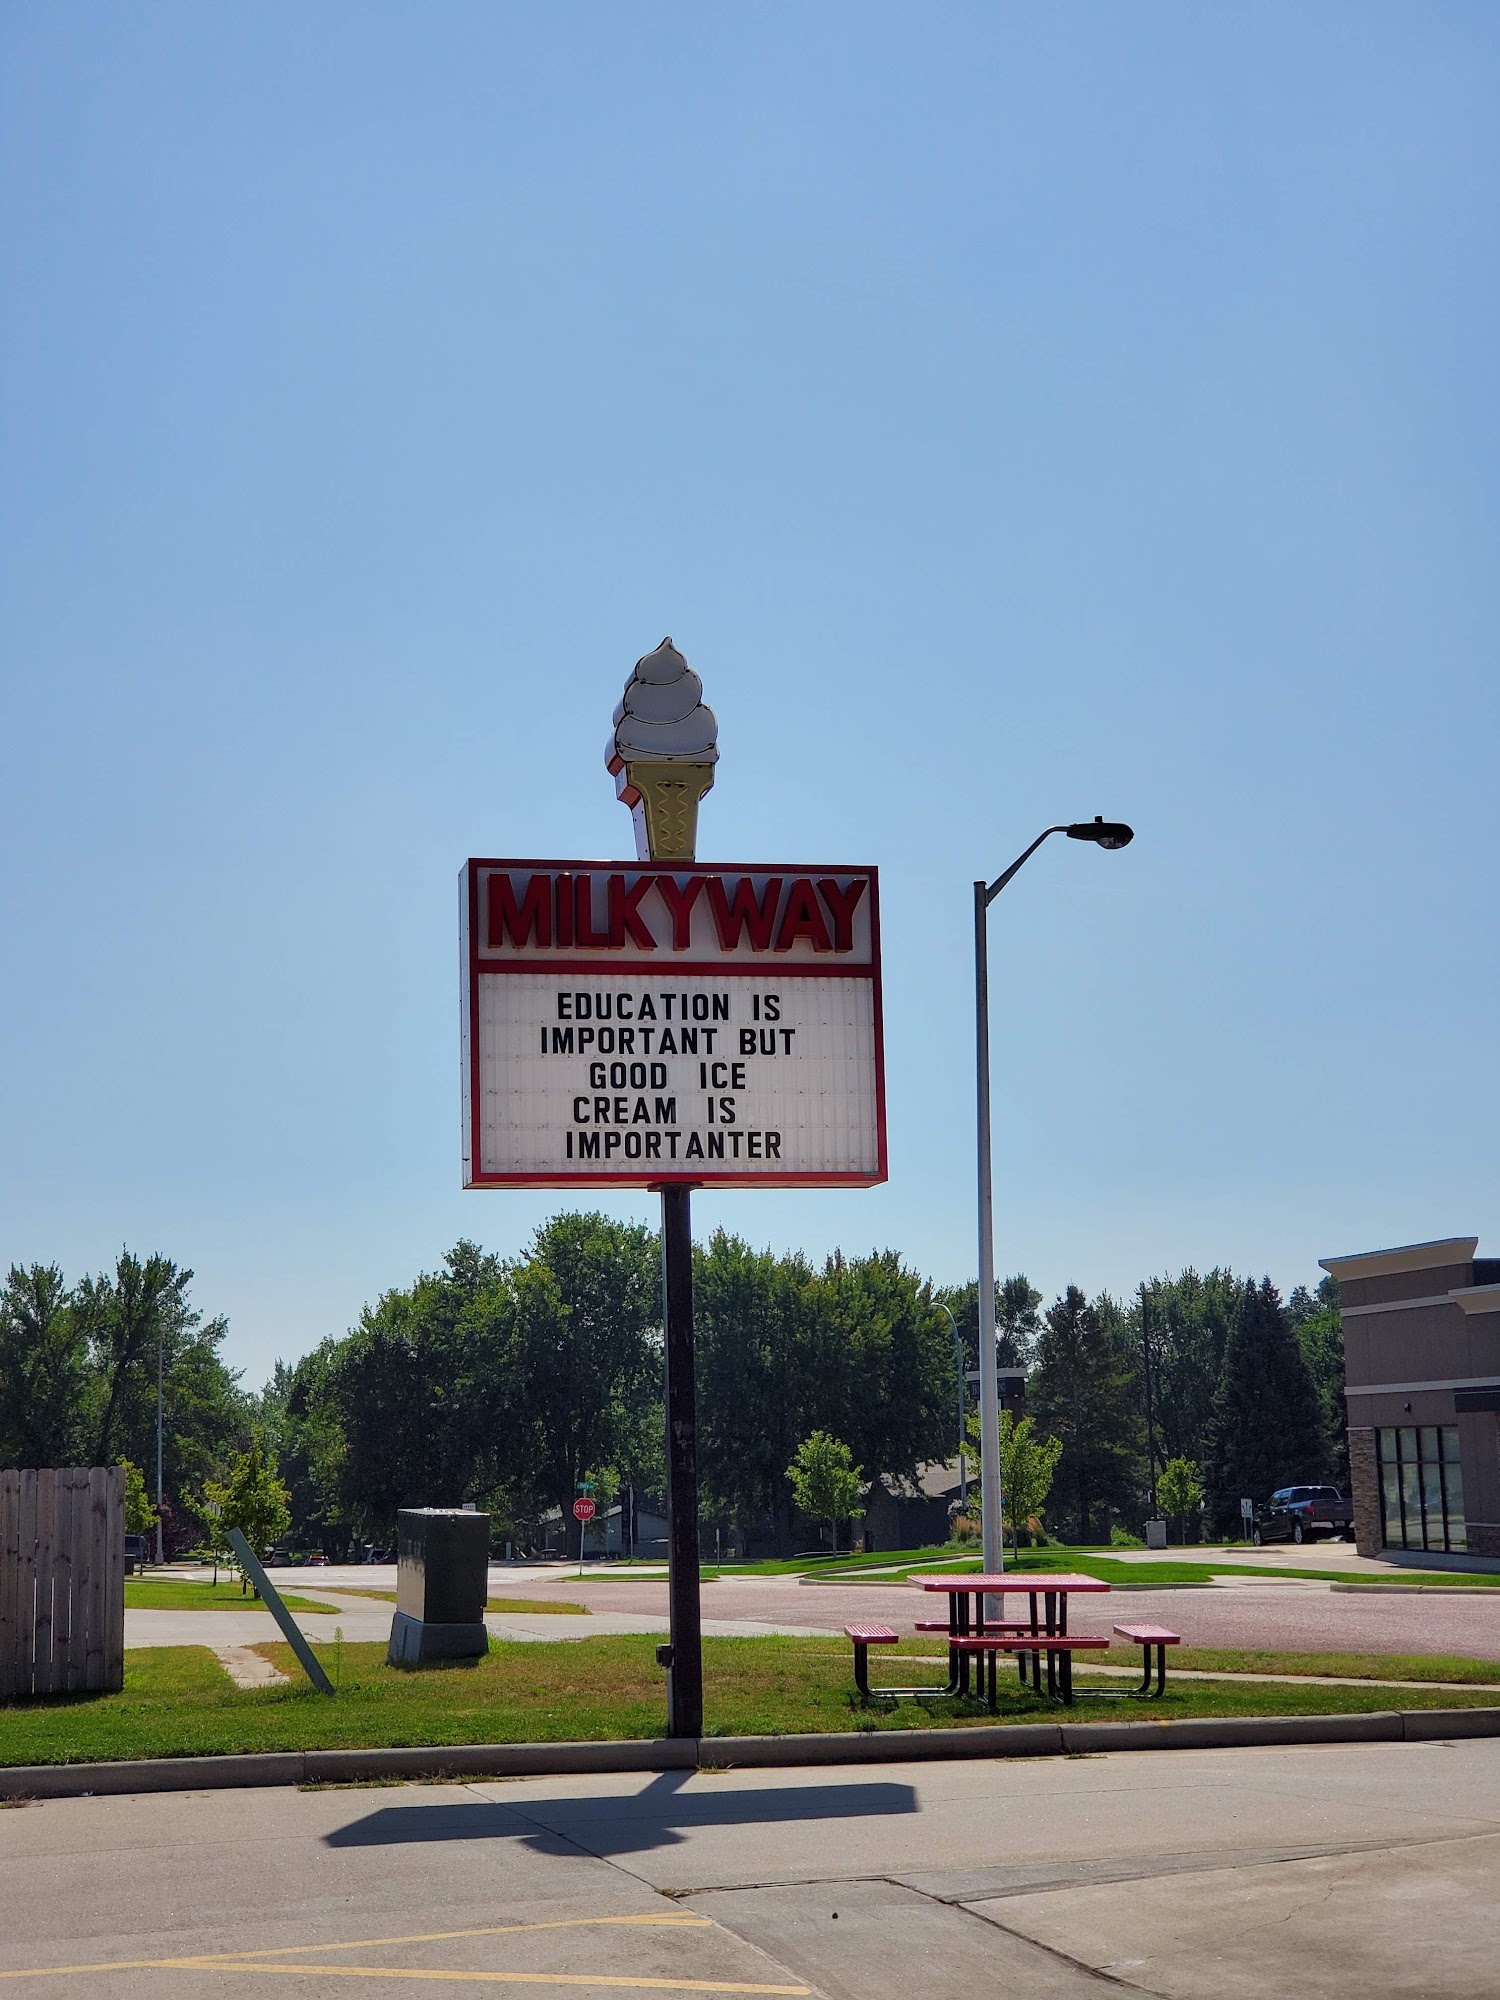 MILKYWAY
EDUCATION IS
IMPORTANT BUT
GOOD ICE
CREAM IS
IMPORTANTER
STOP